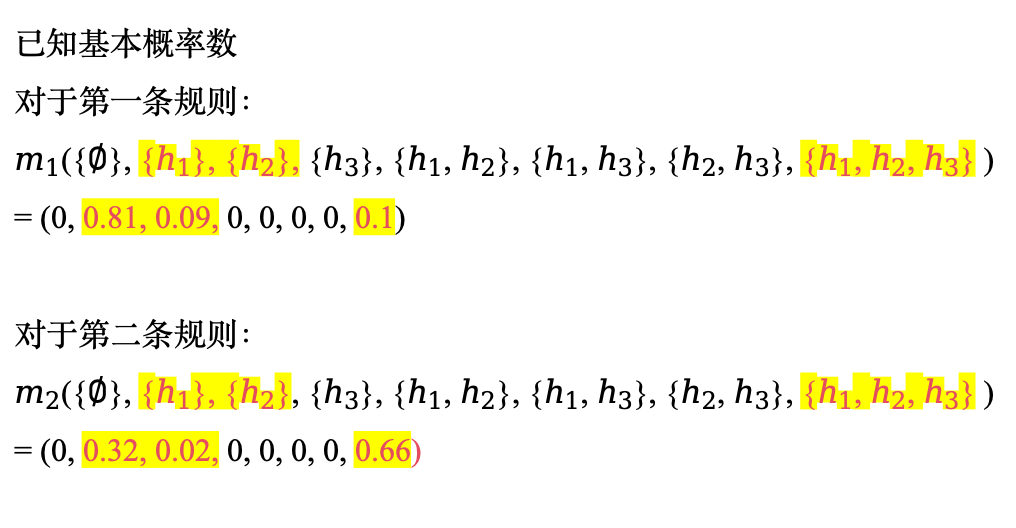 已知基本概率数
对于第一条规则：
m₁({∅}, {h₁}, {h₂}, {h₃}, {h₁, h₂}, {h₁, h₃}, {h₂, h₃}, {h₁, h₂, h₃} )
= (0, 0.81, 0.09, 0, 0, 0, 0, 0.1)
对于第二条规则：
m₂({∅}, {h₁}, {h₂}, {h₃}, {h₁, h₂}, {h₁, h₃}, {h₂, h₃}, {h₁, h₂, h₃} )
= (0, 0.32, 0.02, 0, 0, 0, 0, 0.66)